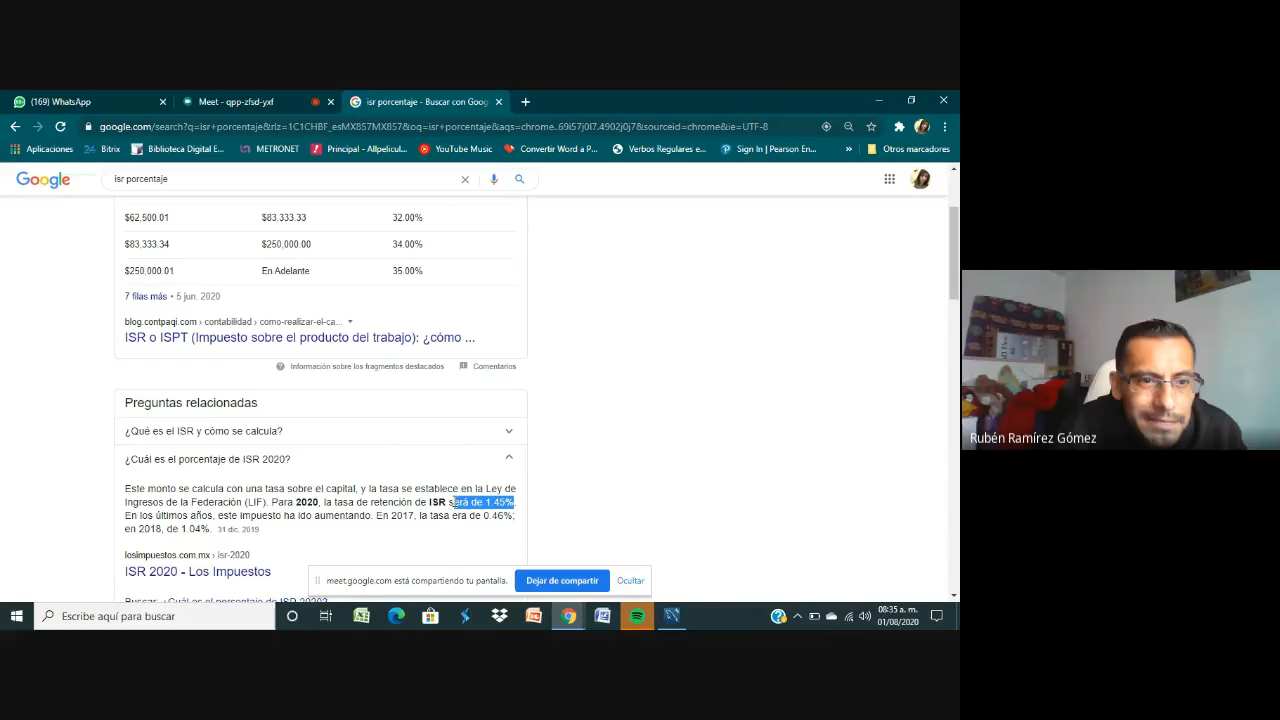 (169) WhatsApp
Meet - qpp-zfsd-yxf
isr porcentaje - Buscar con Goog
google.com/search?q=isr+porcentaje&rlz=1C1CHBF_esMX857MX857&oq=isr+porcentaje&aqs=chrome..69i57j0l7.4902j0j7&sourceid=chrome&ie=UTF-8
Aplicaciones
Bitrix
Biblioteca Digital E...
METRONET
Principal - Allpelicul...
YouTube Music
Convertir Word a P...
Verbos Regulares e...
Sign In | Pearson En...
»
Otros marcadores
Google
isr porcentaje
$62,500.01 $83,333.33 32.00%
$83,333.34 $250,000.00 34.00%
$250,000.01 En Adelante 35.00%
7 filas más • 5 jun. 2020
blog.contpaqi.com › contabilidad › como-realizar-el-ca...
ISR o ISPT (Impuesto sobre el producto del trabajo): ¿cómo ...
Información sobre los fragmentos destacados
Comentarios
Preguntas relacionadas
¿Qué es el ISR y cómo se calcula?
¿Cuál es el porcentaje de ISR 2020?
Este monto se calcula con una tasa sobre el capital, y la tasa se establece en la Ley de
Ingresos de la Federación (LIF). Para 2020, la tasa de retención de ISR será de 1.45%.
En los últimos años, este impuesto ha ido aumentando. En 2017, la tasa era de 0.46%;
en 2018, de 1.04%. 31 dic. 2019
losimpuestos.com.mx › isr-2020
ISR 2020 - Los Impuestos
Buscar: ¿Cuál es el porcentaje de ISR 2020?
meet.google.com está compartiendo tu pantalla.
Dejar de compartir
Ocultar
Escribe aquí para buscar
08:35 a. m.
01/08/2020
Rubén Ramírez Gómez